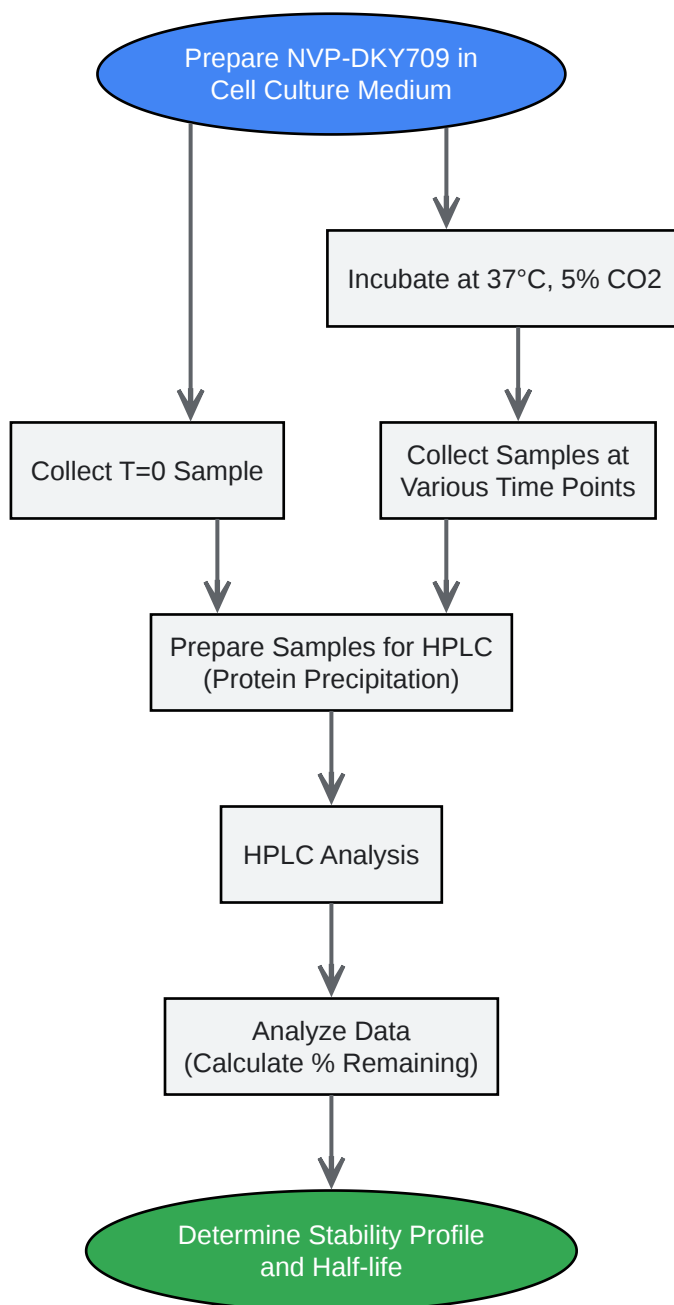 Prepare NVP-DKY709 in
Cell Culture Medium
Incubate at 37°C, 5% CO2
Collect T=0 Sample
Collect Samples at
Various Time Points
Prepare Samples for HPLC
(Protein Precipitation)
HPLC Analysis
Analyze Data
(Calculate % Remaining)
Determine Stability Profile
and Half-life